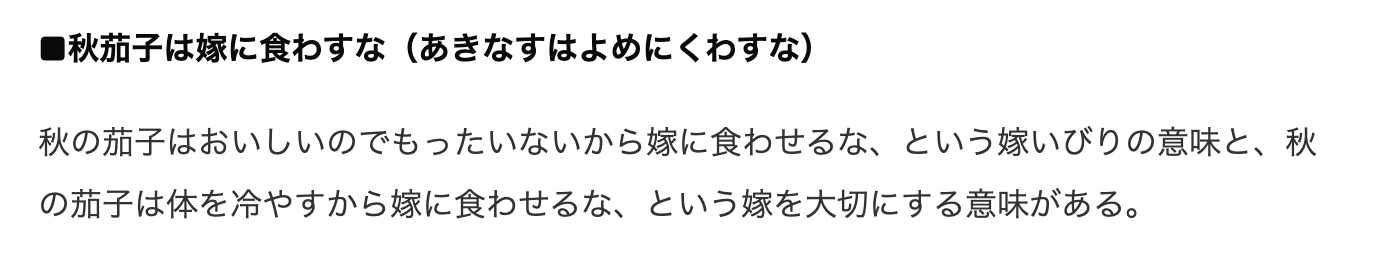 ■秋茄子は嫁に食わすな（あきなすはよめにくわすな）
秋の茄子はおいしいのでもったいないから嫁に食わせるな、という嫁いびりの意味と、秋
の茄子は体を冷やすから嫁に食わせるな、という嫁を大切にする意味がある。